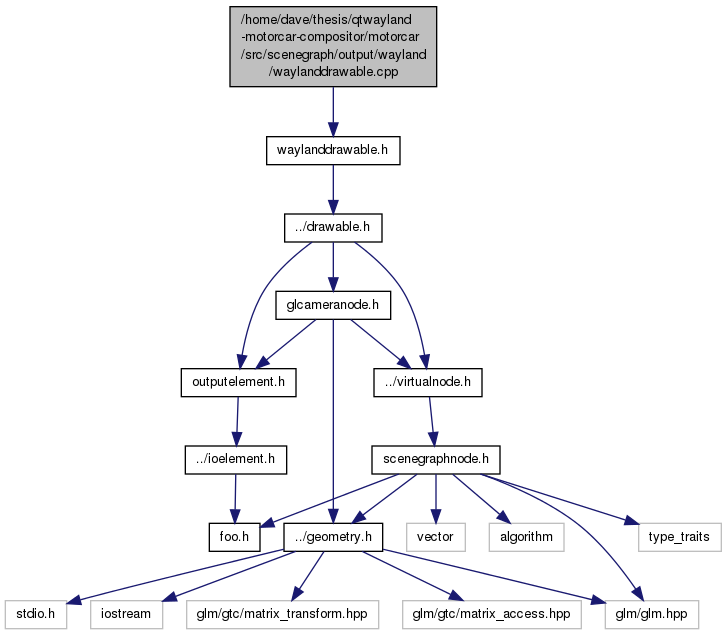 /home/dave/thesis/qtwayland
-motorcar-compositor/motorcar
/src/scenegraph/output/wayland
/waylanddrawable.cpp
waylanddrawable.h
../drawable.h
glcameranode.h
outputelement.h
../virtualnode.h
../ioelement.h
scenegraphnode.h
foo.h
../geometry.h
vector
algorithm
type_traits
stdio.h
iostream
glm/gtc/matrix_transform.hpp
glm/gtc/matrix_access.hpp
glm/glm.hpp